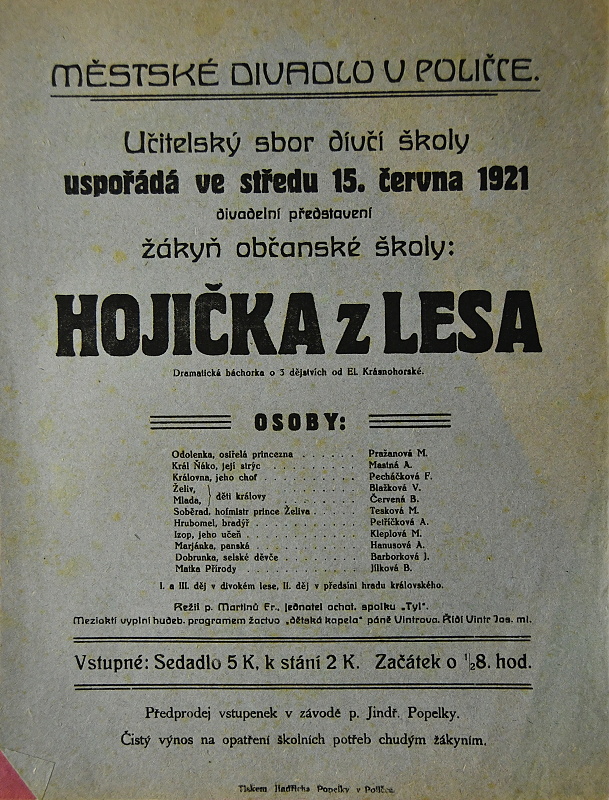 MĚSTSKÉ DIVADLO V POLIČCE.
Učitelský sbor dívčí školy
uspořádá ve středu 15. června 1921
divadelní představení
žákyň občanské školy:
HOJIČKA z LESA
Dramatická báchorka o 3 dějstvích od El. Krásnohorské.
OSOBY:
Odolenka, osiřelá princezna . . . . . . Pražanová M.
Král Ňáko, její strýc . . . . . . . . Mastná A.
Královna, jeho choť . . . . . . . . Pecháčková F.
Želiv, . . . . . . . . Blažková V.
} děti královy
Mlada, . . . . . . . . Červená B.
Soběrad, hofmistr prince Želiva . . . . Tesková M.
Hrubomel, bradýř . . . . . . . . . Petříčková A.
Izop, jeho učeň . . . . . . . . . Kleplová M.
Marjánka, panská . . . . . . . . . Hanusová A.
Dobrunka, selské děvče . . . . . . . Barborková J.
Matka Přírody . . . . . . . . . . Jílková B.
I. a III. děj v divokém lese, II. děj v předsíni hradu královského.
Režii p. Martinů Fr., jednatel ochot. spolku „Tyl“.
Meziaktí vyplní hudeb. programem žactvo „dětská kapela“ páně Vintrova. Řídí Vintr Jos. ml.
Vstupné: Sedadlo 5 K, k stání 2 K. Začátek o ½8. hod.
Předprodej vstupenek v závodě p. Jindř. Popelky.
Čistý výnos na opatření školních potřeb chudým žákyním.
Tiskem Jindřicha Popelky v Poličce.